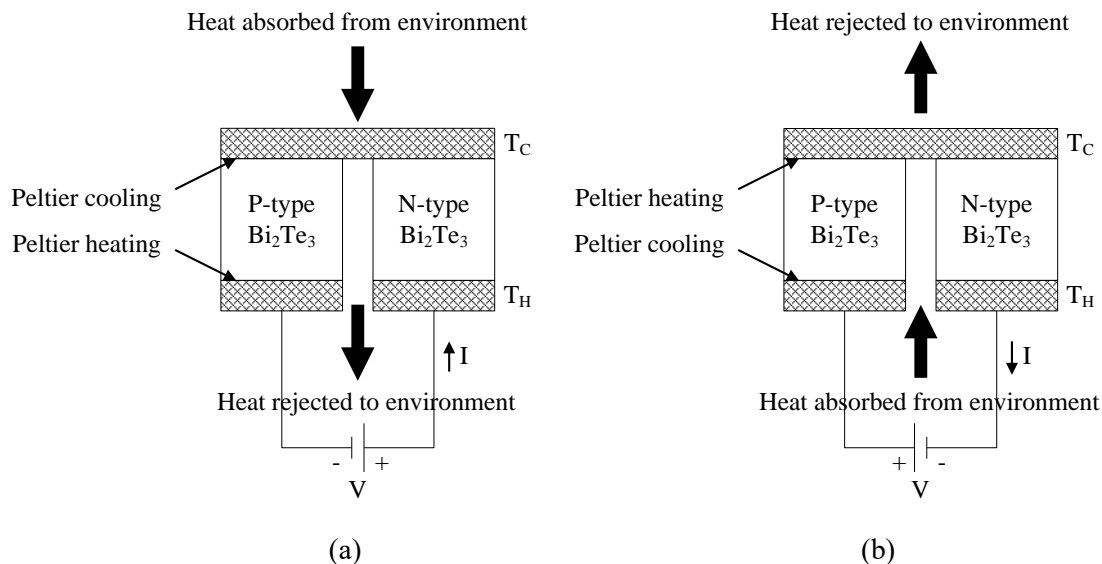 Heat absorbed from environment
T_C
Peltier cooling
P-type
Bi₂Te₃
N-type
Bi₂Te₃
Peltier heating
T_H
I
Heat rejected to environment
- +
V
(a)
Heat rejected to environment
T_C
Peltier heating
P-type
Bi₂Te₃
N-type
Bi₂Te₃
Peltier cooling
T_H
I
Heat absorbed from environment
+ -
V
(b)